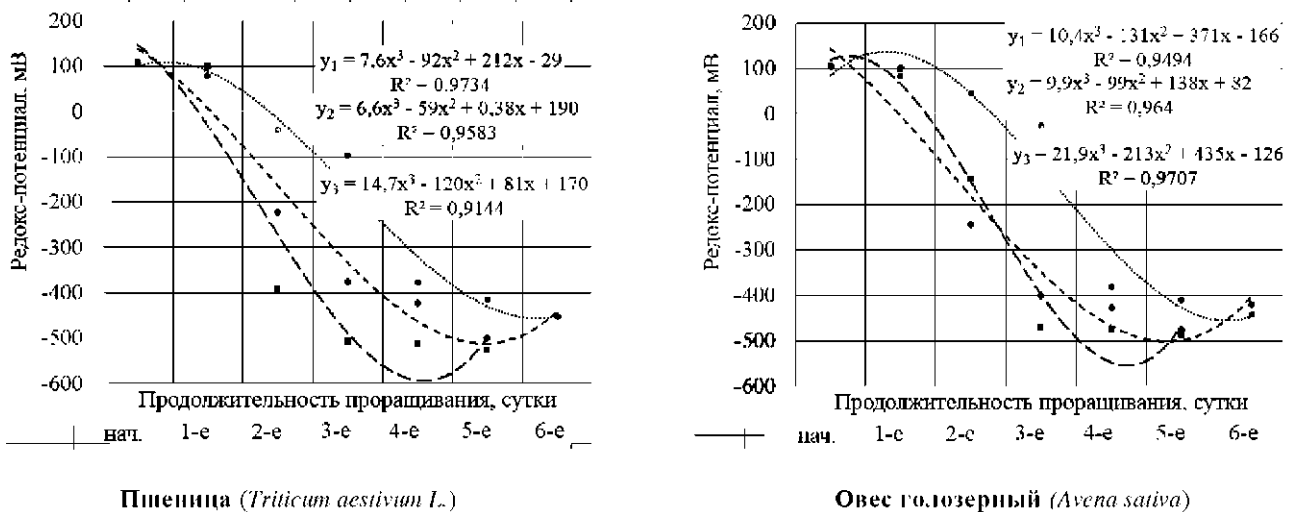 200
100
0
-100
-200
-300
-400
-500
-600
Редокс-потенциал, мВ
y₁ = 7,6x³ - 92x² + 212x - 29
R² = 0,9734
y₂ = 6,6x³ - 59x² + 0,38x + 190
R² = 0,9583
y₃ = 14,7x³ - 120x² + 81x + 170
R² = 0,9144
Продолжительность проращивания, сутки
нач. 1-е 2-е 3-е 4-е 5-е 6-е
Пшеница (Triticum aestivum L.)
200
100
0
-100
-200
-300
-400
-500
-600
Редокс-потенциал, мВ
y₁ = 10,4x³ - 131x² + 371x - 166
R² = 0,9494
y₂ = 9,9x³ - 99x² + 138x + 82
R² = 0,964
y₃ = 21,9x³ - 213x² + 435x - 126
R² = 0,9707
Продолжительность проращивания, сутки
нач. 1-е 2-е 3-е 4-е 5-е 6-е
Овес голозерный (Avena sativa)